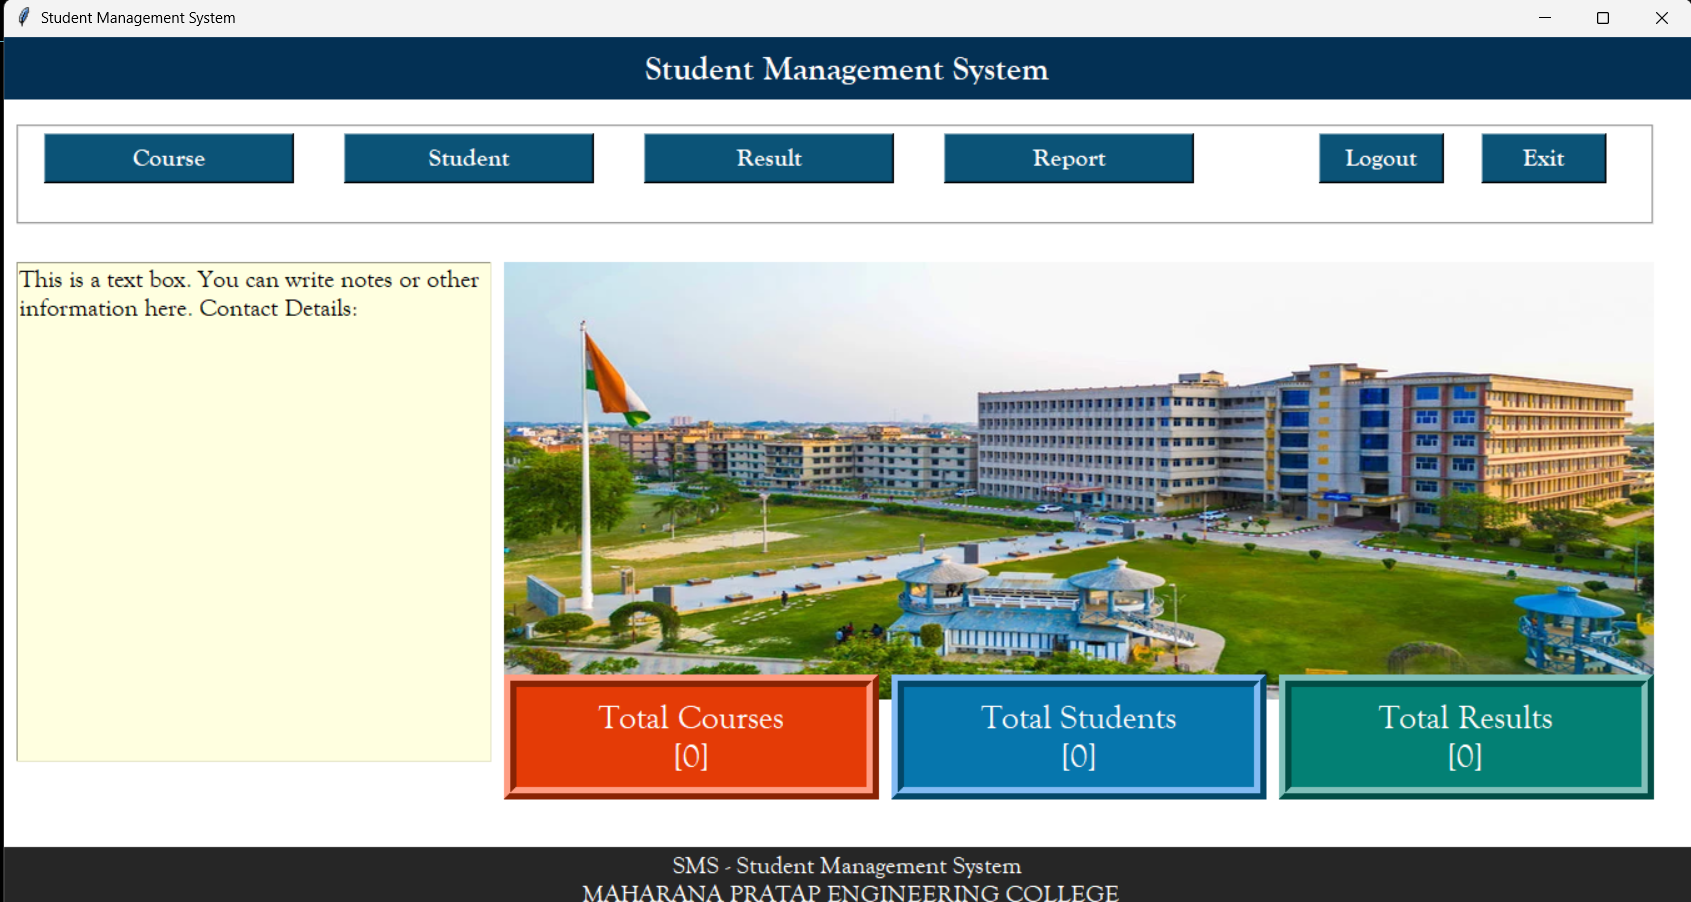 Student Management System
Student Management System
Course Student Result Report Logout Exit
This is a text box. You can write notes or other
information here. Contact Details:
Total Courses
[0]
Total Students
[0]
Total Results
[0]
SMS - Student Management System
MAHARANA PRATAP ENGINEERING COLLEGE